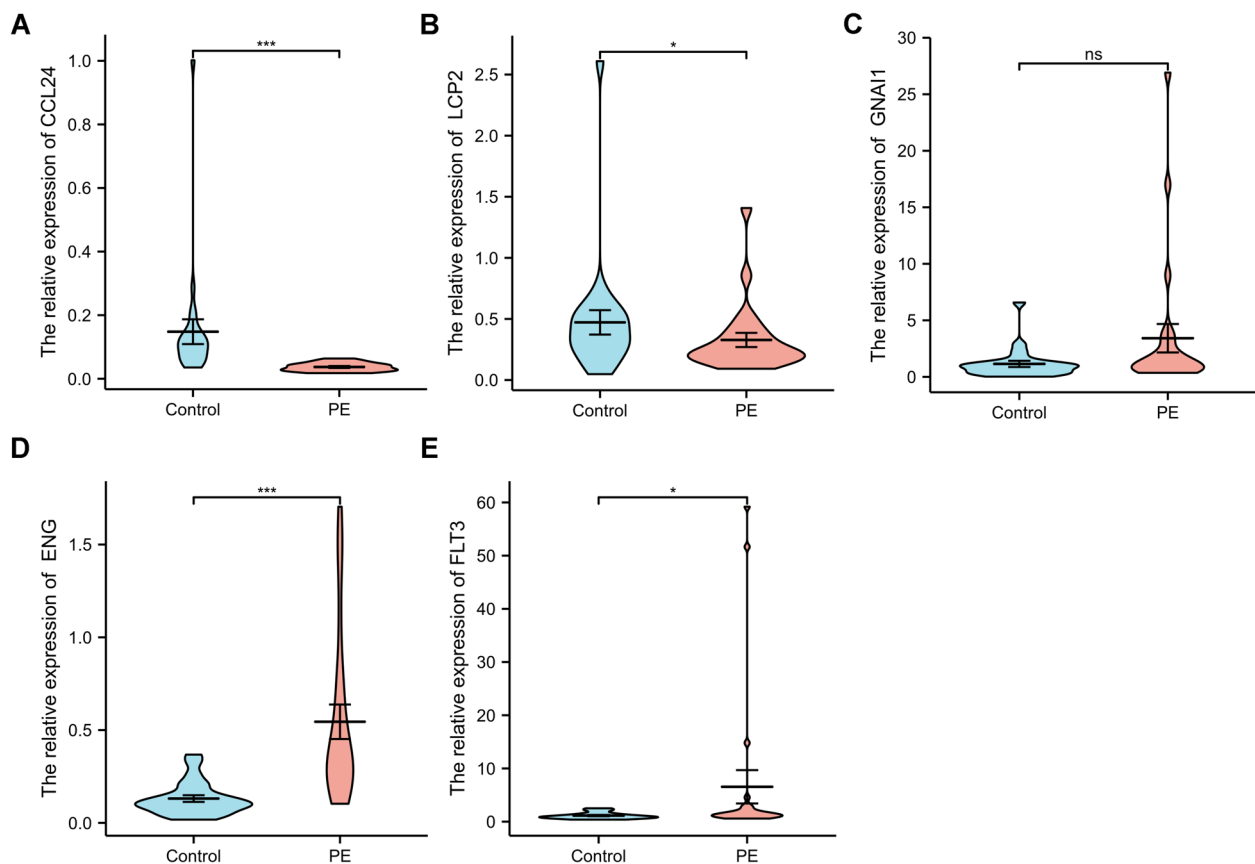 A
The relative expression of CCL24
1.0
0.8
0.6
0.4
0.2
0.0
***
Control
PE
B
The relative expression of LCP2
2.5
2.0
1.5
1.0
0.5
0.0
*
Control
PE
C
The relative expression of GNAI1
30
25
20
15
10
5
0
ns
Control
PE
D
The relative expression of ENG
1.5
1.0
0.5
0.0
***
Control
PE
E
The relative expression of FLT3
60
50
40
30
20
10
0
*
Control
PE